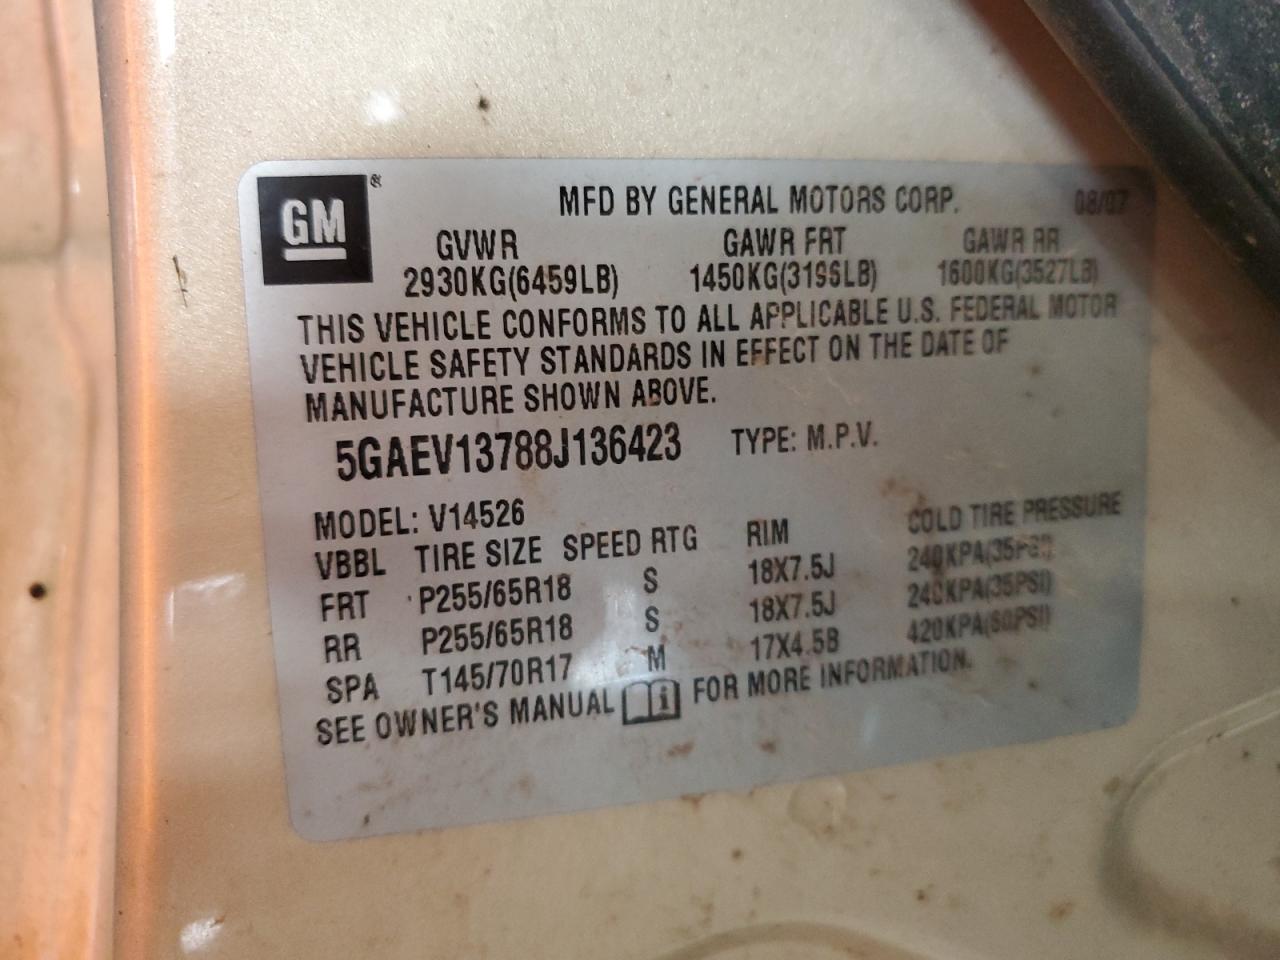 GM®
MFD BY GENERAL MOTORS CORP. 08/07
GVWR GAWR FRT GAWR RR
2930KG(6459LB) 1450KG(3196LB) 1600KG(3527LB)
THIS VEHICLE CONFORMS TO ALL APPLICABLE U.S. FEDERAL MOTOR
VEHICLE SAFETY STANDARDS IN EFFECT ON THE DATE OF
MANUFACTURE SHOWN ABOVE.
5GAEV13788J136423 TYPE: M.P.V.
MODEL: V14526
VBBL TIRE SIZE SPEED RTG RIM COLD TIRE PRESSURE
FRT P255/65R18 S 18X7.5J 240KPA(35PSI)
RR P255/65R18 S 18X7.5J 240KPA(35PSI)
SPA T145/70R17 M 17X4.5B 420KPA(60PSI)
SEE OWNER'S MANUAL FOR MORE INFORMATION.